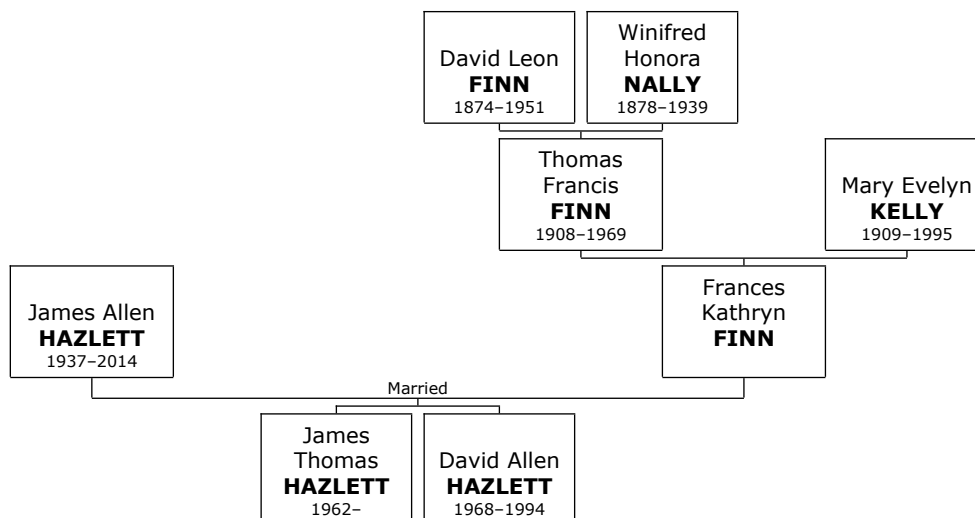 David Leon
FINN
1874–1951
Winifred
Honora
NALLY
1878–1939
Thomas
Francis
FINN
1908–1969
Mary Evelyn
KELLY
1909–1995
James Allen
HAZLETT
1937–2014
Frances
Kathryn
FINN
Married
James
Thomas
HAZLETT
1962–
David Allen
HAZLETT
1968–1994